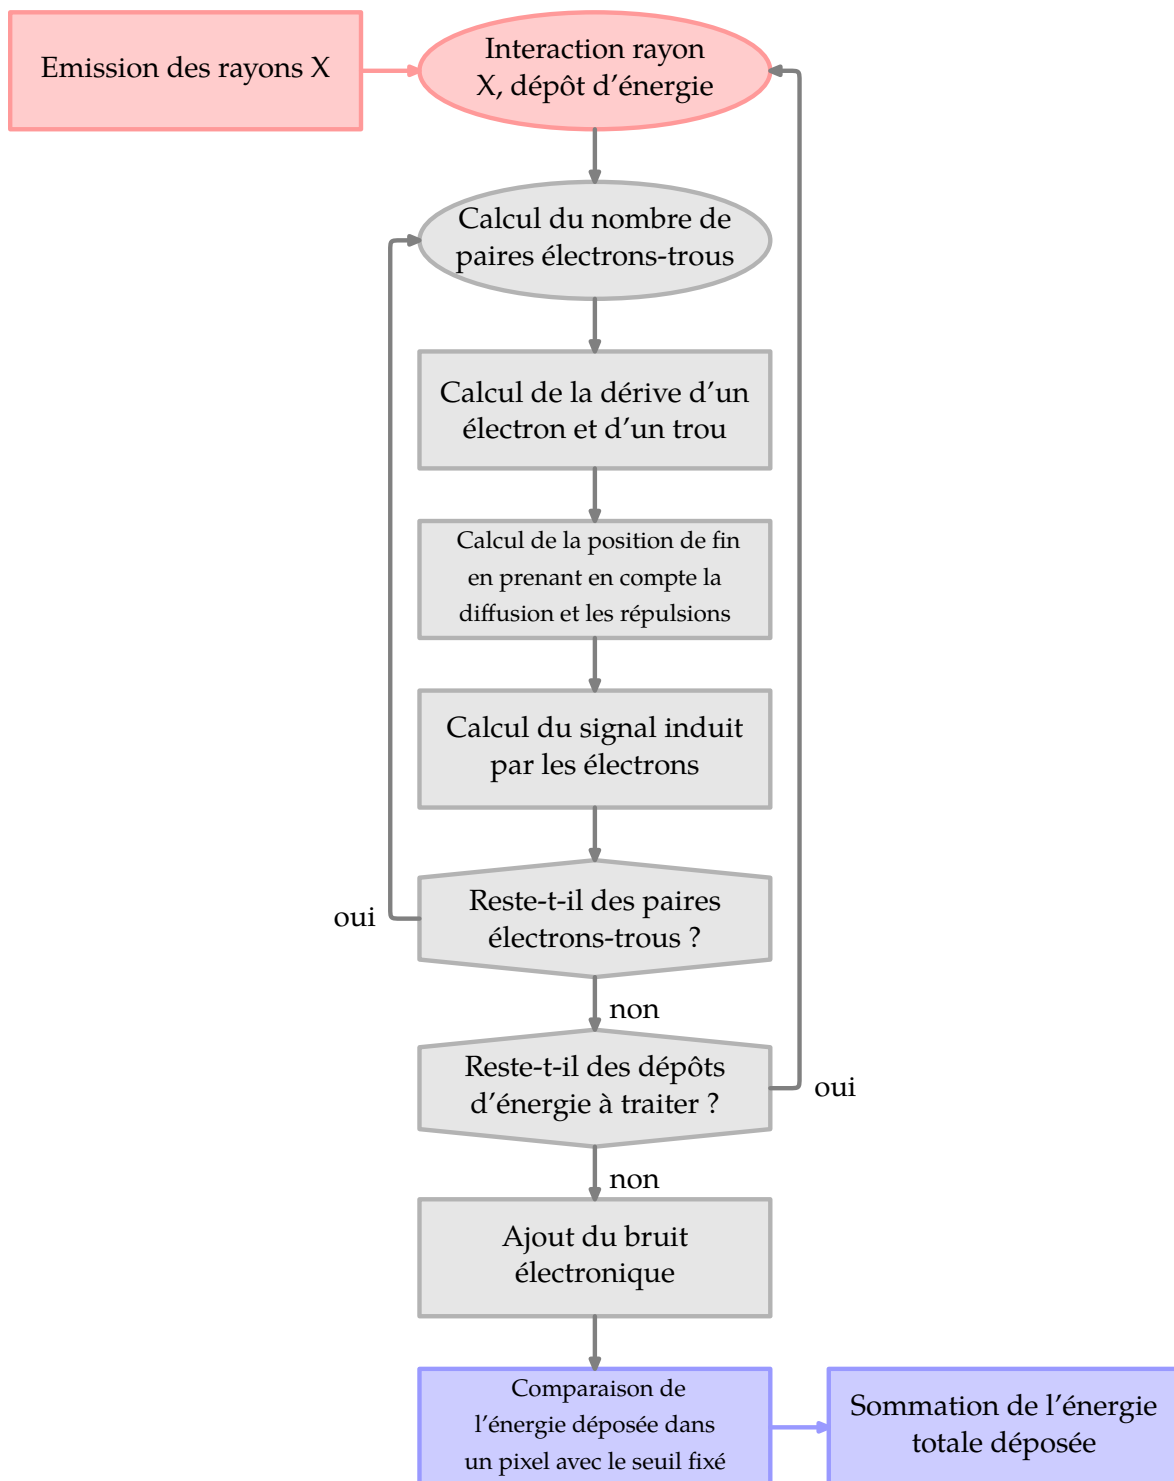 Emission des rayons X
Interaction rayon
X, dépôt d’énergie
Calcul du nombre de
paires électrons-trous
Calcul de la dérive d’un
électron et d’un trou
Calcul de la position de fin
en prenant en compte la
diffusion et les répulsions
Calcul du signal induit
par les électrons
Reste-t-il des paires
électrons-trous ?
oui
non
Reste-t-il des dépôts
d’énergie à traiter ?
oui
non
Ajout du bruit
électronique
Comparaison de
l’énergie déposée dans
un pixel avec le seuil fixé
Sommation de l’énergie
totale déposée